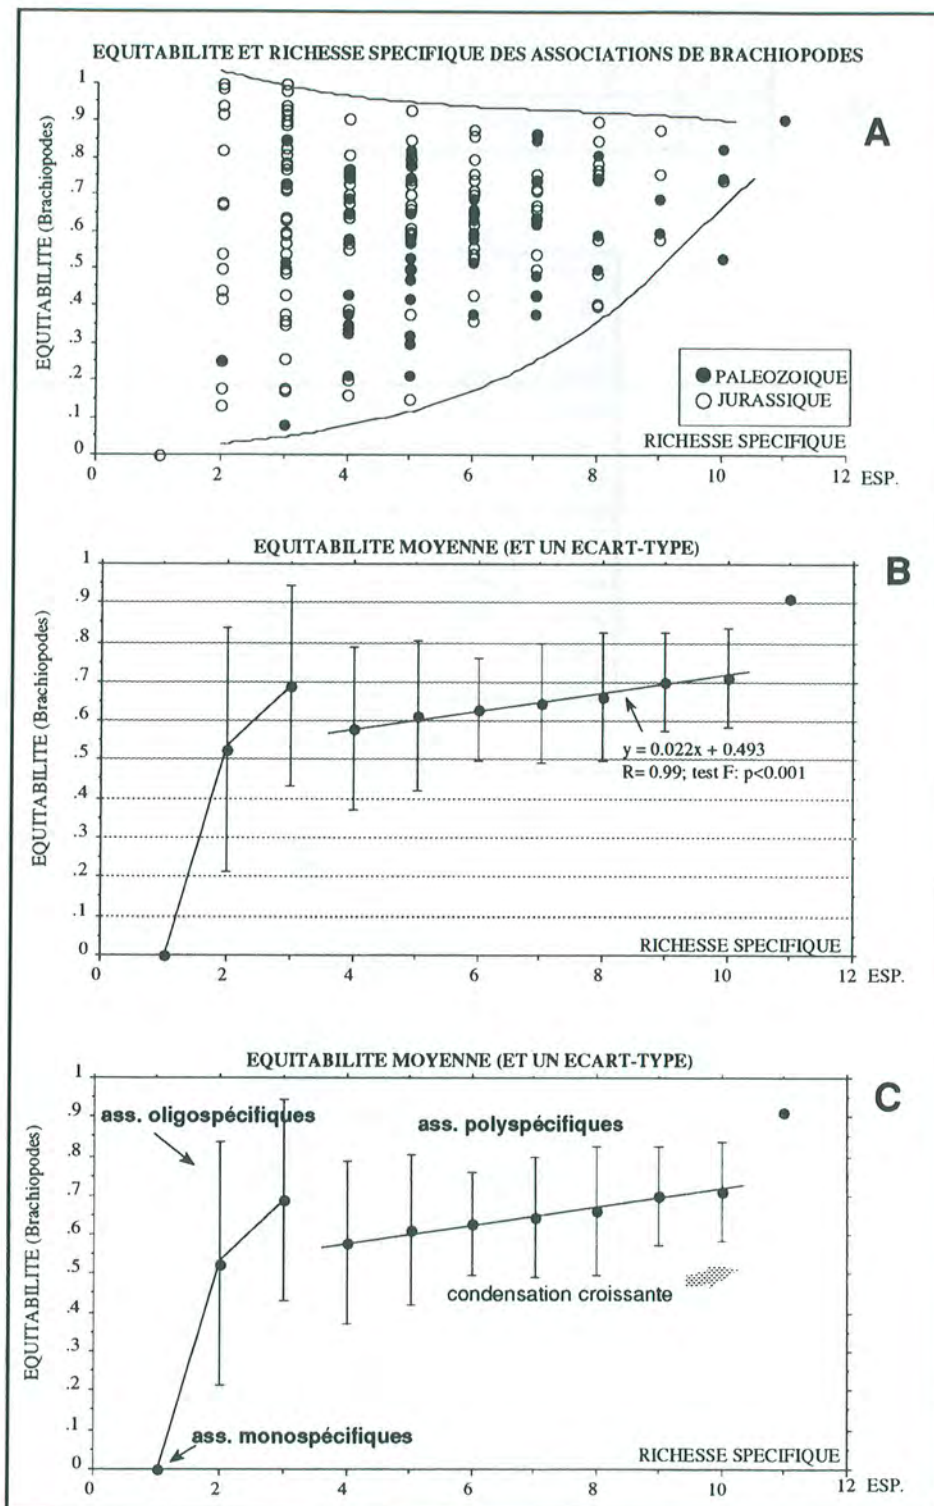 EQUITABILITE ET RICHESSE SPECIFIQUE DES ASSOCIATIONS DE BRACHIOPODES
A
EQUITABILITE (Brachiopodes)
1
.9
.8
.7
.6
.5
.4
.3
.2
.1
0
PALEOZOIQUE
JURASSIQUE
RICHESSE SPECIFIQUE
0 2 4 6 8 10 12 ESP.
EQUITABILITE MOYENNE (ET UN ECART-TYPE)
B
EQUITABILITE (Brachiopodes)
1
.9
.8
.7
.6
.5
.4
.3
.2
.1
0
y = 0.022x + 0.493
R= 0.99; test F: p<0.001
RICHESSE SPECIFIQUE
0 2 4 6 8 10 12 ESP.
EQUITABILITE MOYENNE (ET UN ECART-TYPE)
C
EQUITABILITE (Brachiopodes)
1
.9
.8
.7
.6
.5
.4
.3
.2
.1
0
ass. oligospécifiques
ass. polyspécifiques
condensation croissante
ass. monospécifiques
RICHESSE SPECIFIQUE
0 2 4 6 8 10 12 ESP.